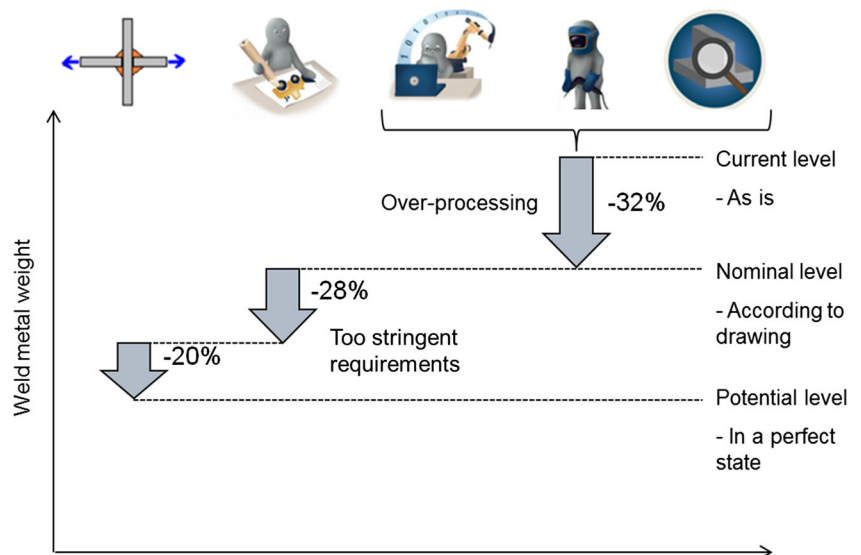 1010101
Current level
Over-processing
-32%
- As is
Nominal level
-28%
- According to
drawing
Too stringent
requirements
-20%
Potential level
- In a perfect
state
Weld metal weight